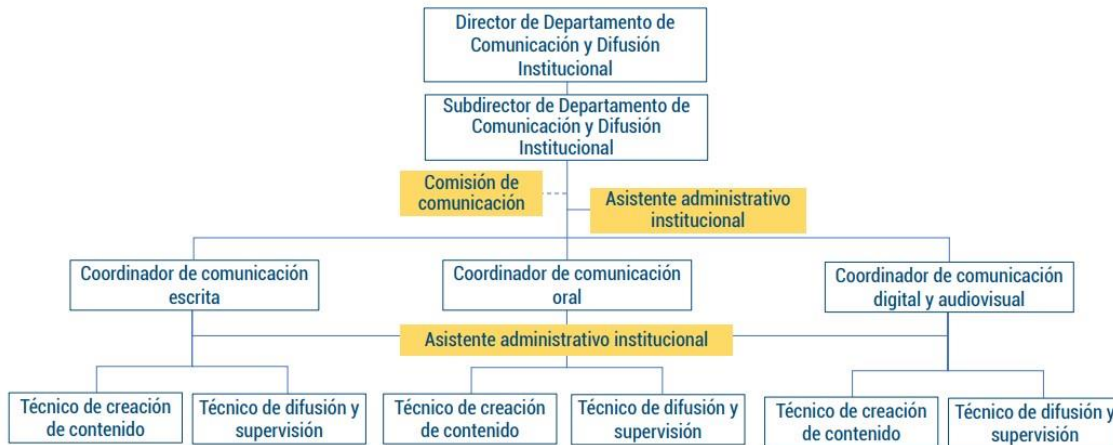 Director de Departamento de
Comunicación y Difusión
Institucional
Subdirector de Departamento de
Comunicación y Difusión
Institucional
Comisión de
comunicación
Asistente administrativo
institucional
Coordinador de comunicación
escrita
Coordinador de comunicación
oral
Coordinador de comunicación
digital y audiovisual
Asistente administrativo institucional
Técnico de creación
de contenido
Técnico de difusión y
supervisión
Técnico de creación
de contenido
Técnico de difusión y
supervisión
Técnico de creación
de contenido
Técnico de difusión y
supervisión